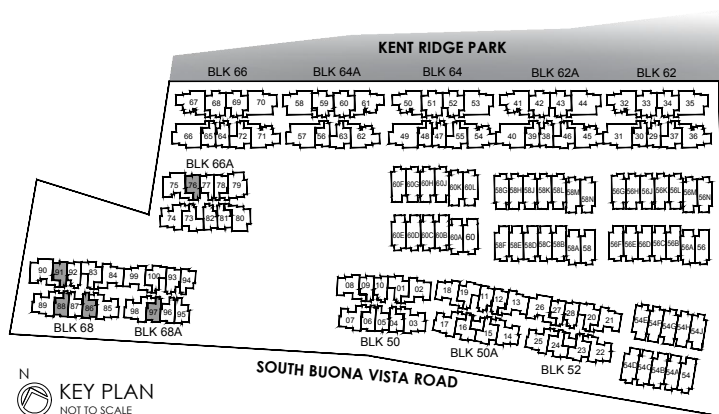 KENT RIDGE PARK
BLK 66 BLK 64A BLK 64 BLK 62A BLK 62
67 68 69 70 58 59 60 61 50 51 52 53 41 42 43 44 32 33 34 35
66 65 64 72 71 57 56 63 62 49 48 47 55 54 40 39 38 46 45 31 30 29 37 36
BLK 66A
75 76 77 78 79
74 73 82 81 80
60F 60G 60H 60J 60K 60L 58G 58H 58J 58K 58L 58M 58N 56G 56H 56J 56K 56L 56M 56N
60E 60D 60C 60B 60A 60 58F 58E 58D 58C 58B 58A 58 56F 56E 56D 56C 56B 56A 56
90 91 92 83 84 99 100 93 94
89 88 87 86 85 98 97 96 95
BLK 68 BLK 68A
08 09 10 01 02 18 19 11 12 13 26 27 28 20 21 54E 54F 54G 54H 54J
07 06 05 04 03 17 16 15 14 25 24 23 22 54D 54C 54B 54A 54
BLK 50 BLK 50A BLK 52
SOUTH BUONA VISTA ROAD
N
KEY PLAN
NOT TO SCALE